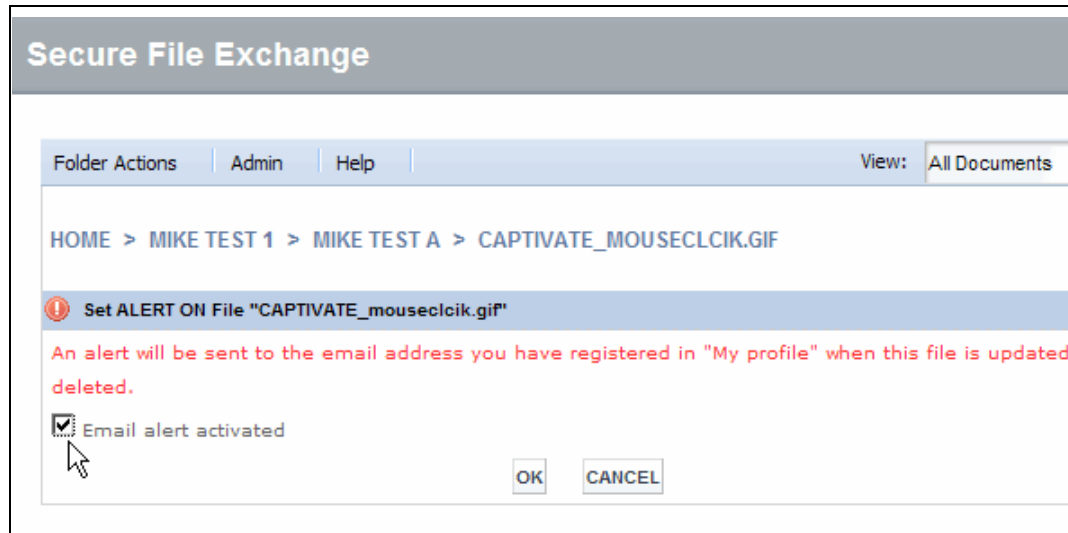 Secure File Exchange
Folder Actions Admin Help View: All Documents
HOME > MIKE TEST 1 > MIKE TEST A > CAPTIVATE_MOUSECLCIK.GIF
Set ALERT ON File "CAPTIVATE_mouseclcik.gif"
An alert will be sent to the email address you have registered in "My profile" when this file is updated
deleted.
Email alert activated
OK CANCEL